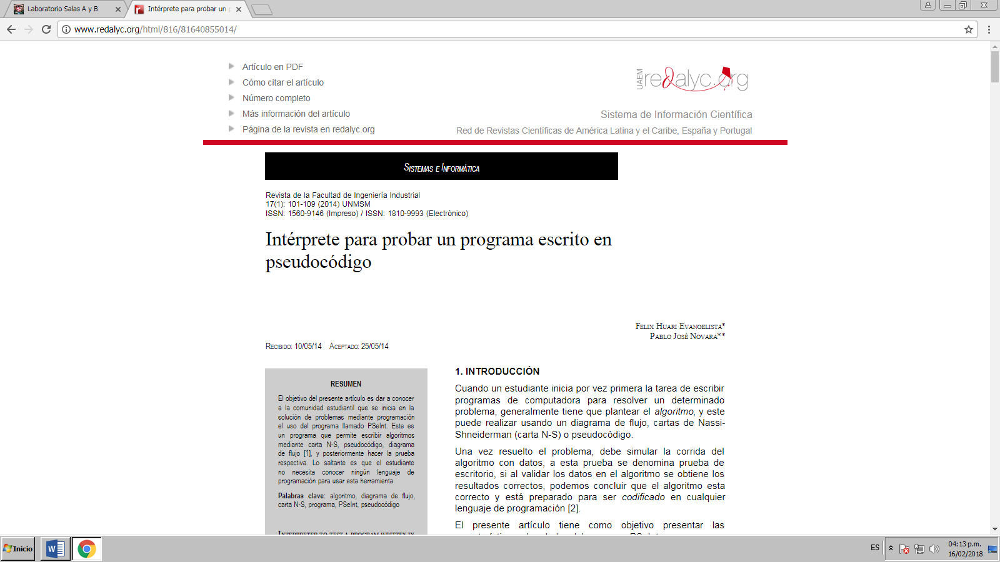 Laboratorio Salas A y B
Intérprete para probar un
www.redalyc.org/html/816/81640855014/
Artículo en PDF
Cómo citar el artículo
Número completo
Más información del artículo
Página de la revista en redalyc.org
UAEM redalyc.org
Sistema de Información Científica
Red de Revistas Científicas de América Latina y el Caribe, España y Portugal
SISTEMAS E INFORMÁTICA
Revista de la Facultad de Ingeniería Industrial
17(1): 101-109 (2014) UNMSM
ISSN: 1560-9146 (Impreso) / ISSN: 1810-9993 (Electrónico)
Intérprete para probar un programa escrito en
pseudocódigo
FELIX HUARI EVANGELISTA*
PABLO JOSÉ NOVARA**
RECIBIDO: 10/05/14 ACEPTADO: 25/05/14
RESUMEN
El objetivo del presente artículo es dar a conocer
a la comunidad estudiantil que se inicia en la
solución de problemas mediante programación
el uso del programa llamado PSeInt. Este es
un programa que permite escribir algoritmos
mediante carta N-S, pseudocódigo, diagrama
de flujo [1], y posteriormente hacer la prueba
respectiva. Lo saltante es que el estudiante
no necesita conocer ningún lenguaje de
programación para usar esta herramienta.
Palabras clave: algoritmo, diagrama de flujo,
carta N-S, programa, PSeInt, pseudocódigo
INTERPRETER TO TEST A PROGRAM WRITTEN IN
1. INTRODUCCIÓN
Cuando un estudiante inicia por vez primera la tarea de escribir
programas de computadora para resolver un determinado
problema, generalmente tiene que plantear el algoritmo, y este
puede realizar usando un diagrama de flujo, cartas de Nassi-
Shneiderman (carta N-S) o pseudocódigo.
Una vez resuelto el problema, debe simular la corrida del
algoritmo con datos, a esta prueba se denomina prueba de
escritorio, si al validar los datos en el algoritmo se obtiene los
resultados correctos, podemos concluir que el algoritmo esta
correcto y está preparado para ser codificado en cualquier
lenguaje de programación [2].
El presente artículo tiene como objetivo presentar las
Inicio
ES
04:13 p.m.
16/02/2018